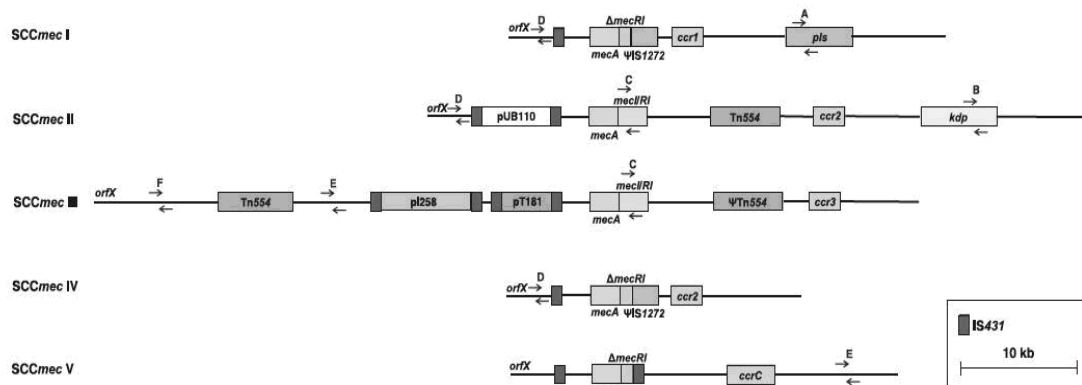 A
D
ΔmecRI
SCCmec I
orfX
ccr1
pls
mecA
ΨIS1272
C
D
B
orfX
mecI/RI
SCCmec II
pUB110
Tn554
ccr2
kdp
mecA
C
F
E
orfX
mecI/RI
SCCmec
Tn554
pI258
pT181
ΨTn554
ccr3
mecA
D
ΔmecRI
SCCmec IV
orfX
ccr2
mecA ΨIS1272
IS431
E
ΔmecRI
10 kb
SCCmec V
orfX
ccrC